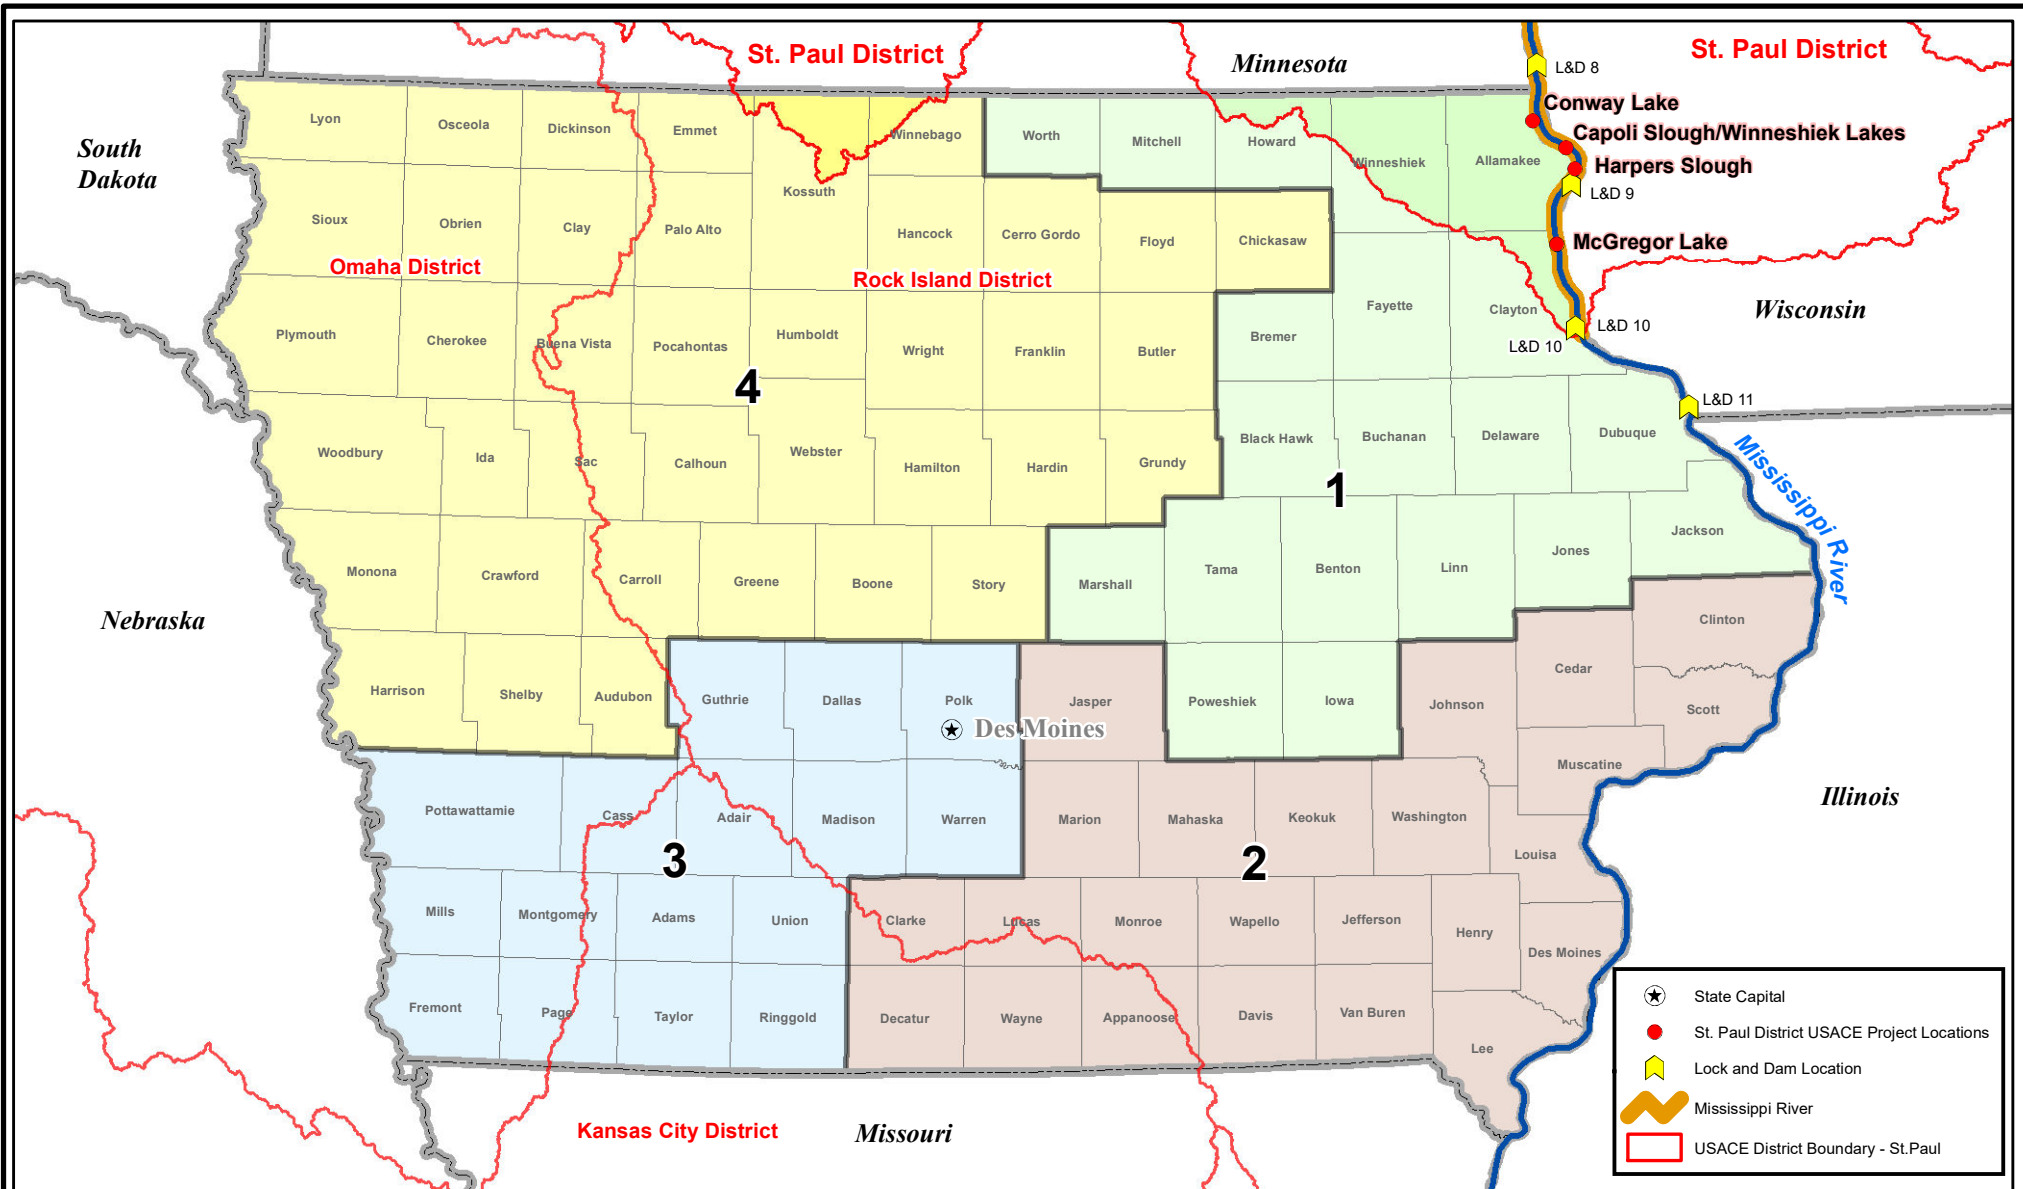 St. Paul District
Minnesota
St. Paul District
L&D 8
Conway Lake
Capoli Slough/Winneshiek Lakes
Harpers Slough
L&D 9
McGregor Lake
South
Dakota
Lyon
Osceola
Dickinson
Emmet
Winnebago
Worth
Mitchell
Howard
Winneshiek
Allamakee
Kossuth
Sioux
Obrien
Clay
Palo Alto
Hancock
Cerro Gordo
Floyd
Chickasaw
Omaha District
Rock Island District
Wisconsin
Plymouth
Cherokee
Buena Vista
Pocahontas
Humboldt
Wright
Franklin
Butler
Bremer
Fayette
Clayton
L&D 10
L&D 10
4
L&D 11
Woodbury
Ida
Sac
Calhoun
Webster
Hamilton
Hardin
Grundy
Black Hawk
Buchanan
Delaware
Dubuque
1
Mississippi River
Monona
Crawford
Carroll
Greene
Boone
Story
Marshall
Tama
Benton
Linn
Jones
Jackson
Nebraska
Clinton
Harrison
Shelby
Audubon
Guthrie
Dallas
Polk
Jasper
Poweshiek
Iowa
Johnson
Cedar
Scott
Des Moines
Muscatine
Illinois
Pottawattamie
Cass
Adair
Madison
Warren
Marion
Mahaska
Keokuk
Washington
Louisa
3
2
Mills
Montgomery
Adams
Union
Clarke
Lucas
Monroe
Wapello
Jefferson
Henry
Des Moines
Fremont
Page
Taylor
Ringgold
Decatur
Wayne
Appanoose
Davis
Van Buren
Lee
Kansas City District
Missouri
State Capital
St. Paul District USACE Project Locations
Lock and Dam Location
Mississippi River
USACE District Boundary - St.Paul